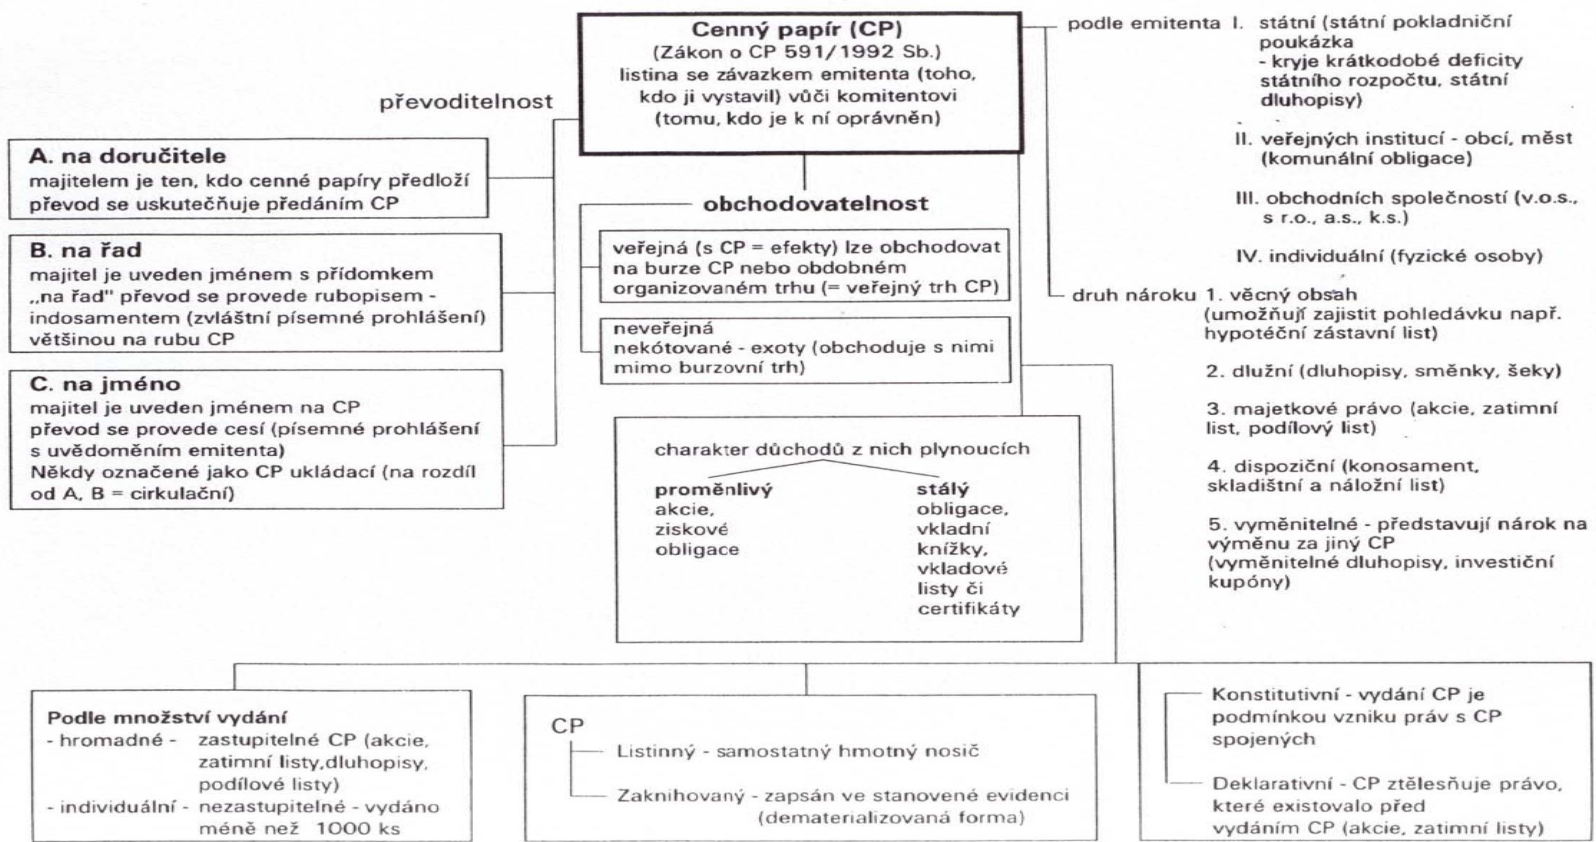 Cenný papír (CP)
(Zákon o CP 591/1992 Sb.)
listina se závazkem emitenta (toho,
kdo ji vystavil) vůči komitentovi
(tomu, kdo je k ní oprávněn)
převoditelnost
A. na doručitele
majitelem je ten, kdo cenné papíry předloží
převod se uskutečňuje předáním CP
B. na řad
majitel je uveden jménem s přídomkem
„na řad" převod se provede rubopisem -
indosamentem (zvláštní písemné prohlášení)
většinou na rubu CP
C. na jméno
majitel je uveden jménem na CP
převod se provede cesí (písemné prohlášení
s uvědoměním emitenta)
Někdy označené jako CP ukládací (na rozdíl
od A, B = cirkulační)
obchodovatelnost
veřejná (s CP = efekty) lze obchodovat
na burze CP nebo obdobném
organizovaném trhu (= veřejný trh CP)
neveřejná
nekótované - exoty (obchoduje s nimi
mimo burzovní trh)
charakter důchodů z nich plynoucích
proměnlivý
akcie,
ziskové
obligace
stálý
obligace,
vkladní
knížky,
vkladové
listy či
certifikáty
podle emitenta I. státní (státní pokladniční
poukázka
- kryje krátkodobé deficity
státního rozpočtu, státní
dluhopisy)
II. veřejných institucí - obcí, měst
(komunální obligace)
III. obchodních společností (v.o.s.,
s r.o., a.s., k.s.)
IV. individuální (fyzické osoby)
druh nároku 1. věcný obsah
(umožňují zajistit pohledávku např.
hypotéční zástavní list)
2. dlužní (dluhopisy, směnky, šeky)
3. majetkové právo (akcie, zatimní
list, podílový list)
4. dispoziční (konosament,
skladištní a náložní list)
5. vyměnitelné - představují nárok na
výměnu za jiný CP
(vyměnitelné dluhopisy, investiční
kupóny)
Podle množství vydání
- hromadné - zastupitelné CP (akcie,
zatimní listy,dluhopisy,
podílové listy)
- individuální - nezastupitelné - vydáno
méně než 1000 ks
CP
Listinný - samostatný hmotný nosič
Zaknihovaný - zapsán ve stanovené evidenci
(dematerializovaná forma)
Konstitutivní - vydání CP je
podmínkou vzniku práv s CP
spojených
Deklarativní - CP ztělesňuje právo,
které existovalo před
vydáním CP (akcie, zatimní listy)